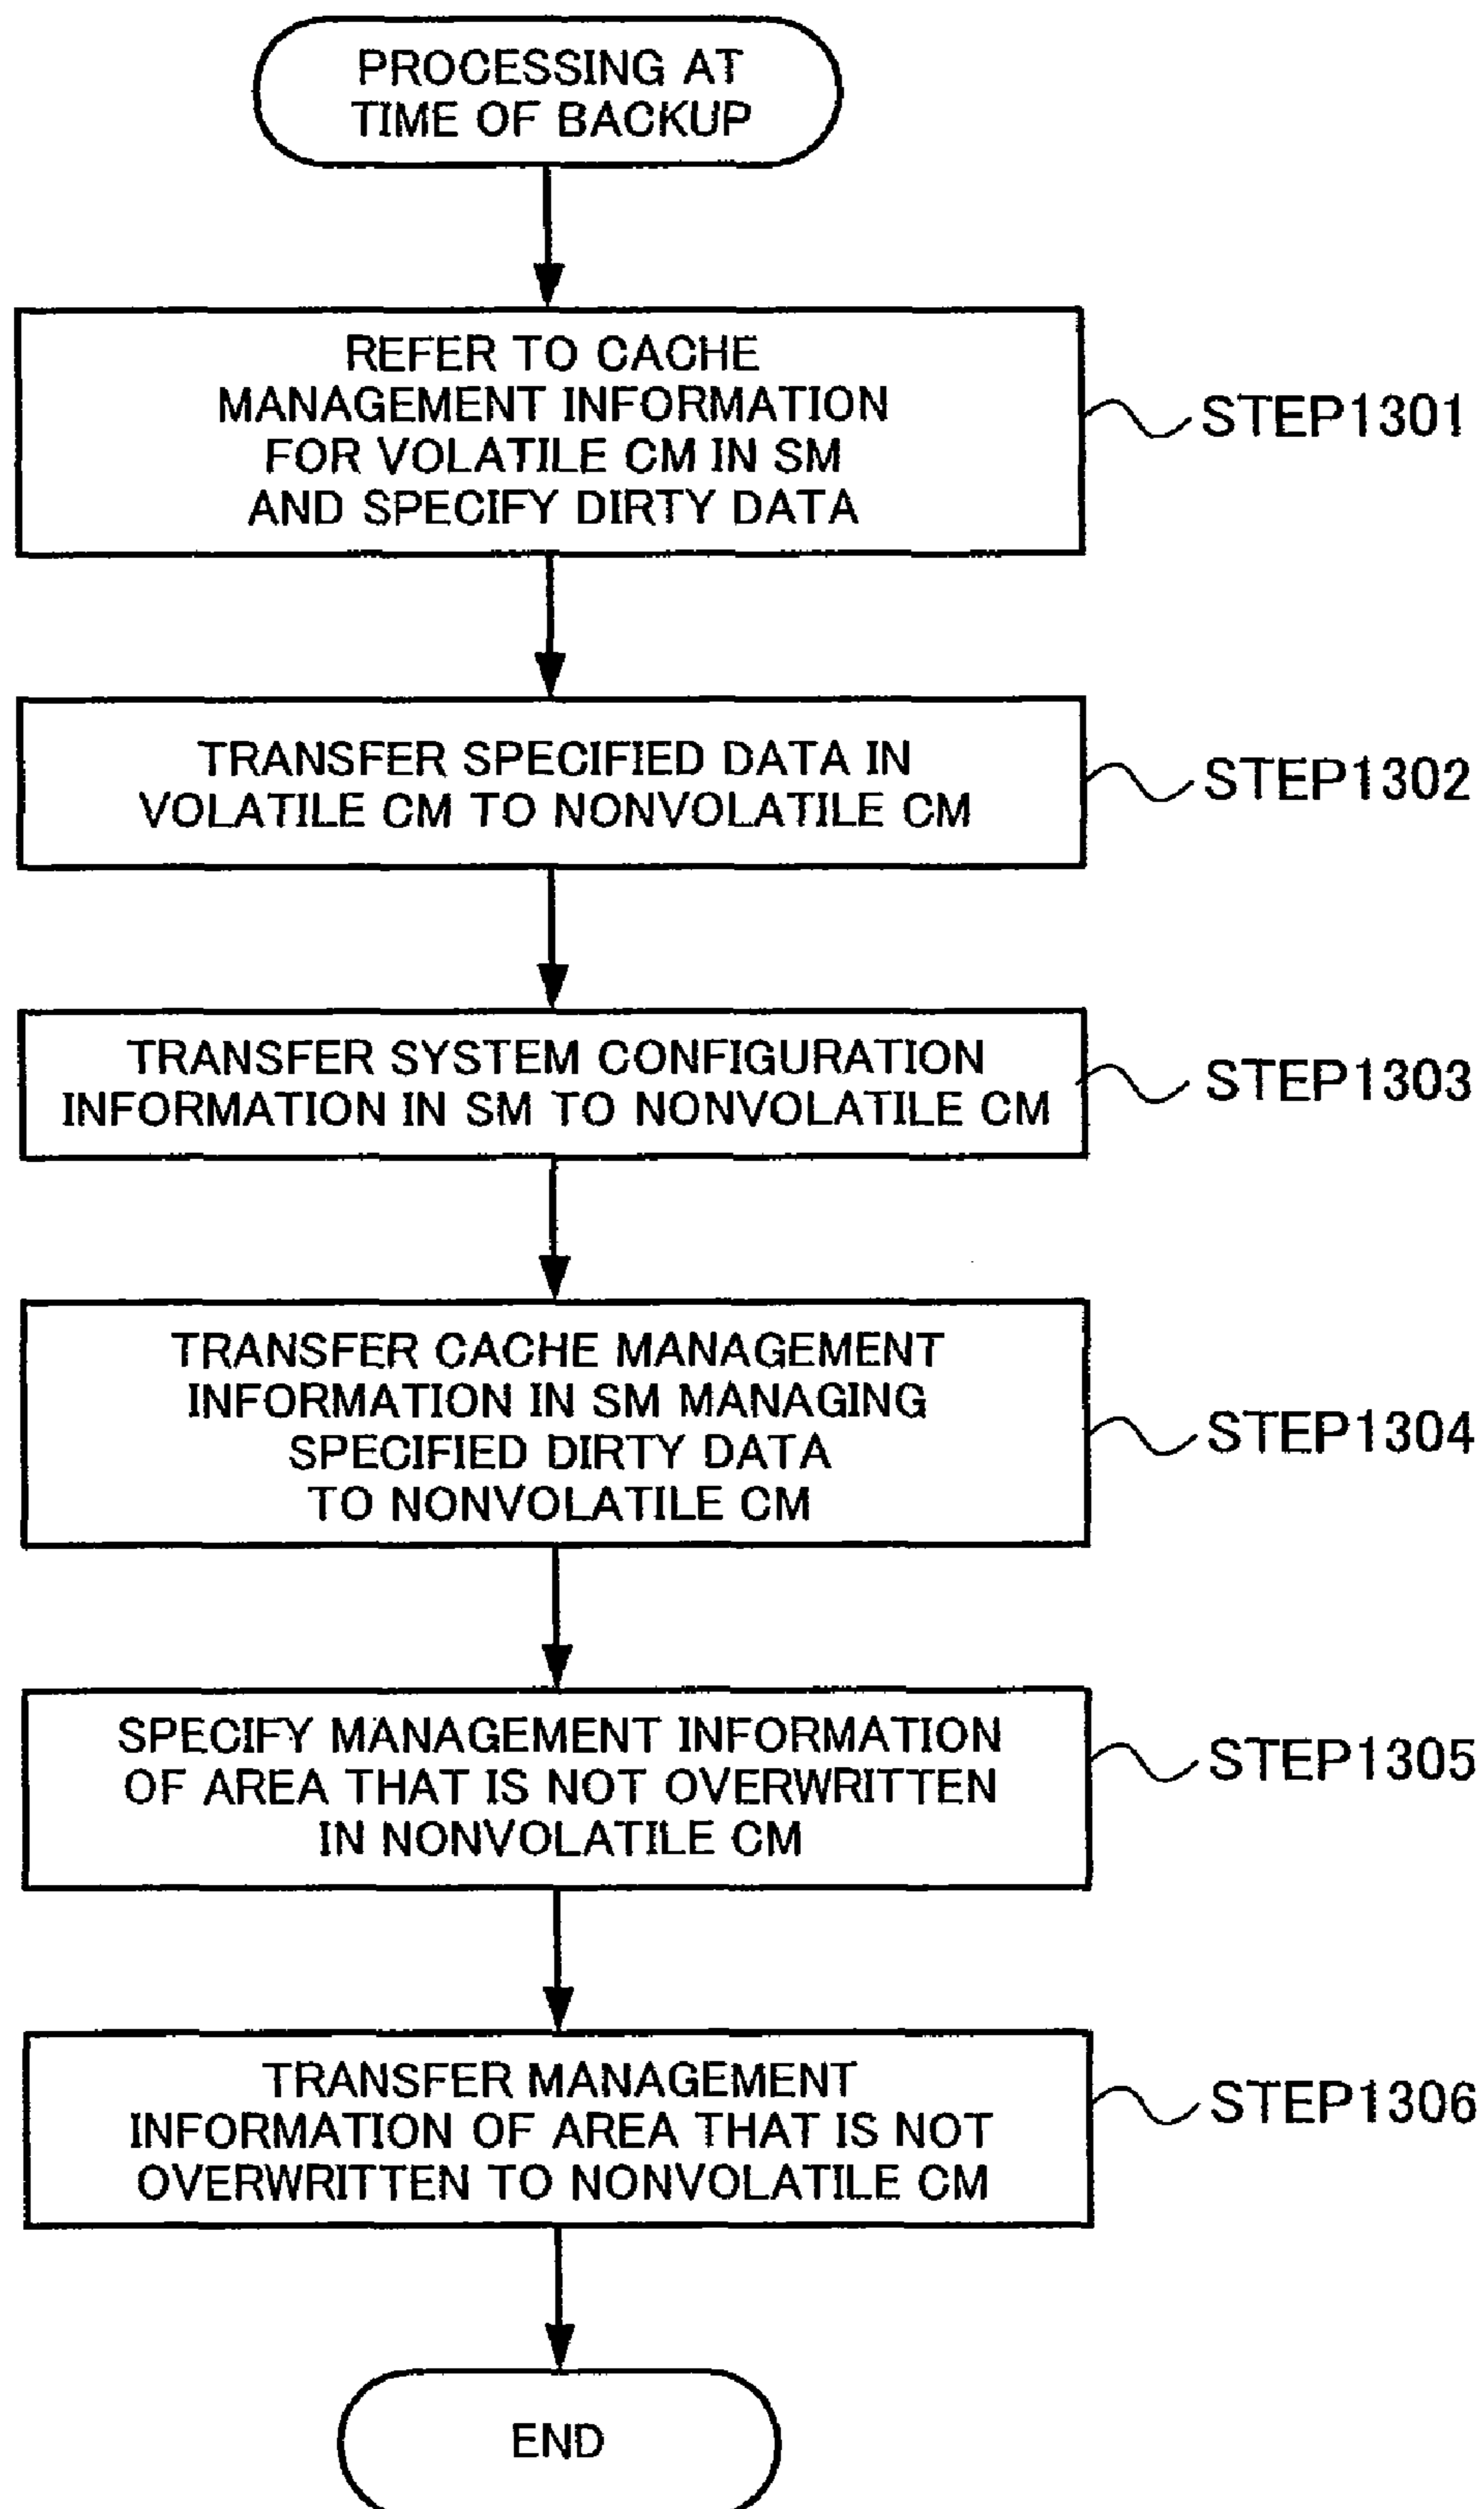 PROCESSING AT
TIME OF BACKUP
REFER TO CACHE
MANAGEMENT INFORMATION
FOR VOLATILE CM IN SM
AND SPECIFY DIRTY DATA
STEP1301
TRANSFER SPECIFIED DATA IN
VOLATILE CM TO NONVOLATILE CM
STEP1302
TRANSFER SYSTEM CONFIGURATION
INFORMATION IN SM TO NONVOLATILE CM
STEP1303
TRANSFER CACHE MANAGEMENT
INFORMATION IN SM MANAGING
SPECIFIED DIRTY DATA
TO NONVOLATILE CM
STEP1304
SPECIFY MANAGEMENT INFORMATION
OF AREA THAT IS NOT OVERWRITTEN
IN NONVOLATILE CM
STEP1305
TRANSFER MANAGEMENT
INFORMATION OF AREA THAT IS NOT
OVERWRITTEN TO NONVOLATILE CM
STEP1306
END